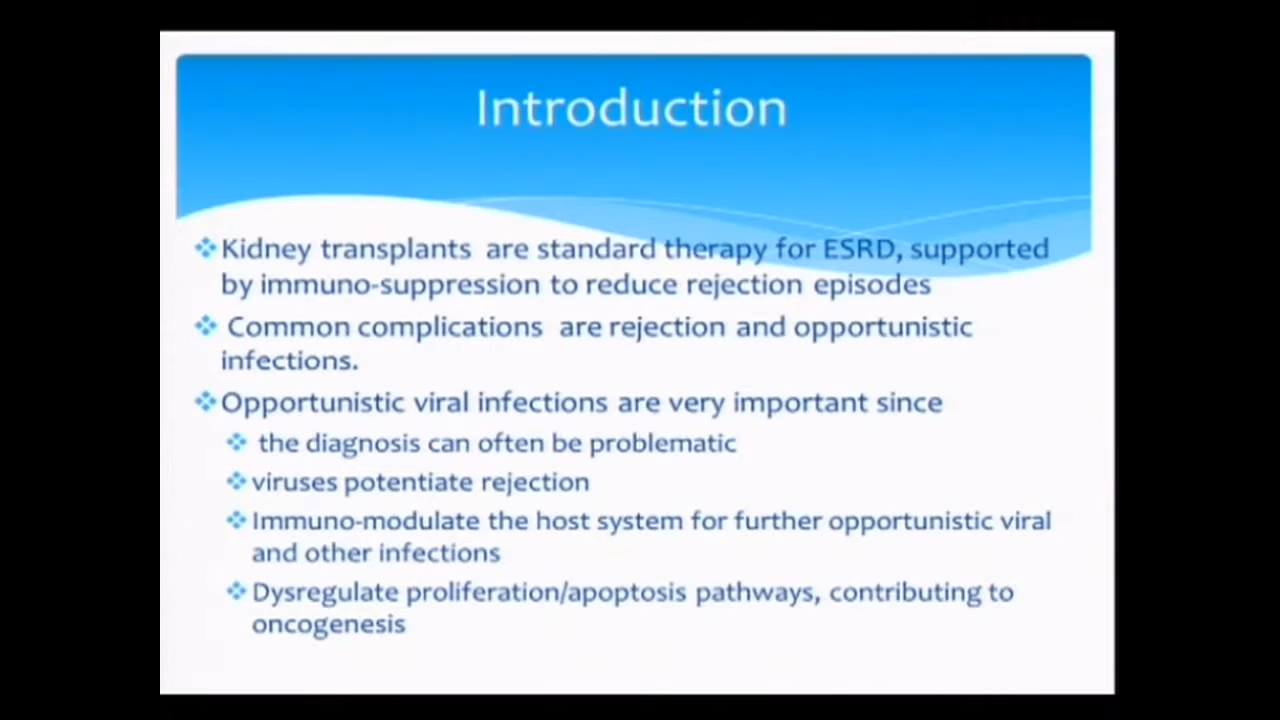 Introduction
Kidney transplants are standard therapy for ESRD, supported
by immuno-suppression to reduce rejection episodes
Common complications are rejection and opportunistic
infections.
Opportunistic viral infections are very important since
the diagnosis can often be problematic
viruses potentiate rejection
Immuno-modulate the host system for further opportunistic viral
and other infections
Dysregulate proliferation/apoptosis pathways, contributing to
oncogenesis